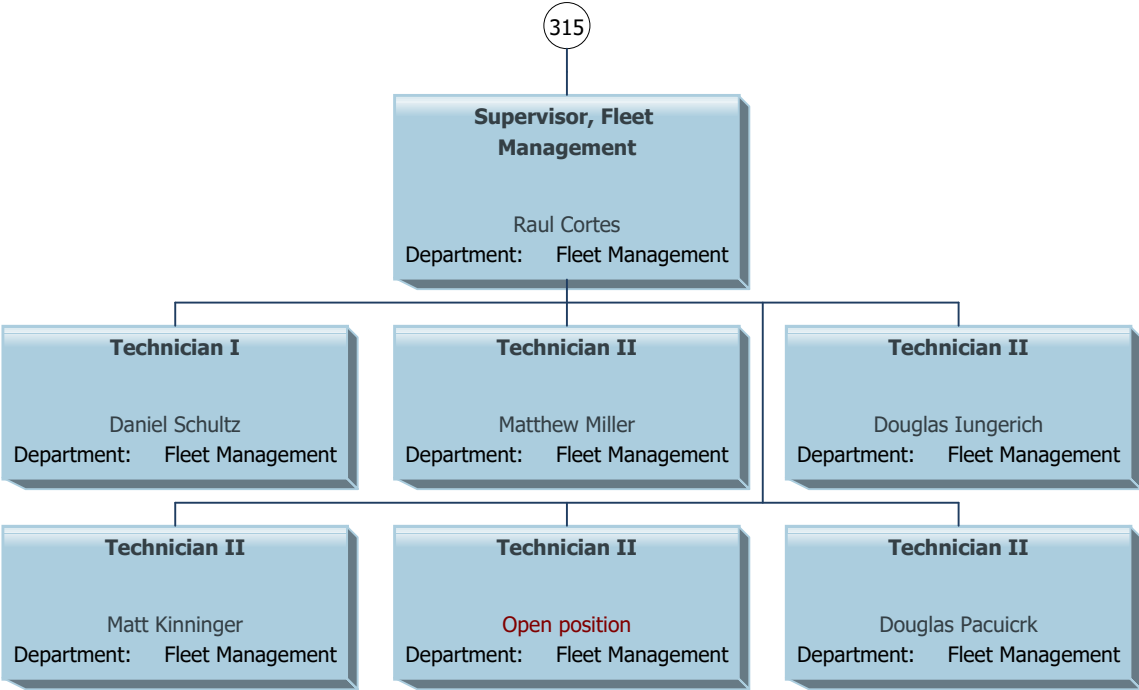 315
Supervisor, Fleet
Management
Raul Cortes
Department: Fleet Management
Technician I
Daniel Schultz
Department: Fleet Management
Technician II
Matthew Miller
Department: Fleet Management
Technician II
Douglas Iungerich
Department: Fleet Management
Technician II
Matt Kinninger
Department: Fleet Management
Technician II
Open position
Department: Fleet Management
Technician II
Douglas Pacuicrk
Department: Fleet Management